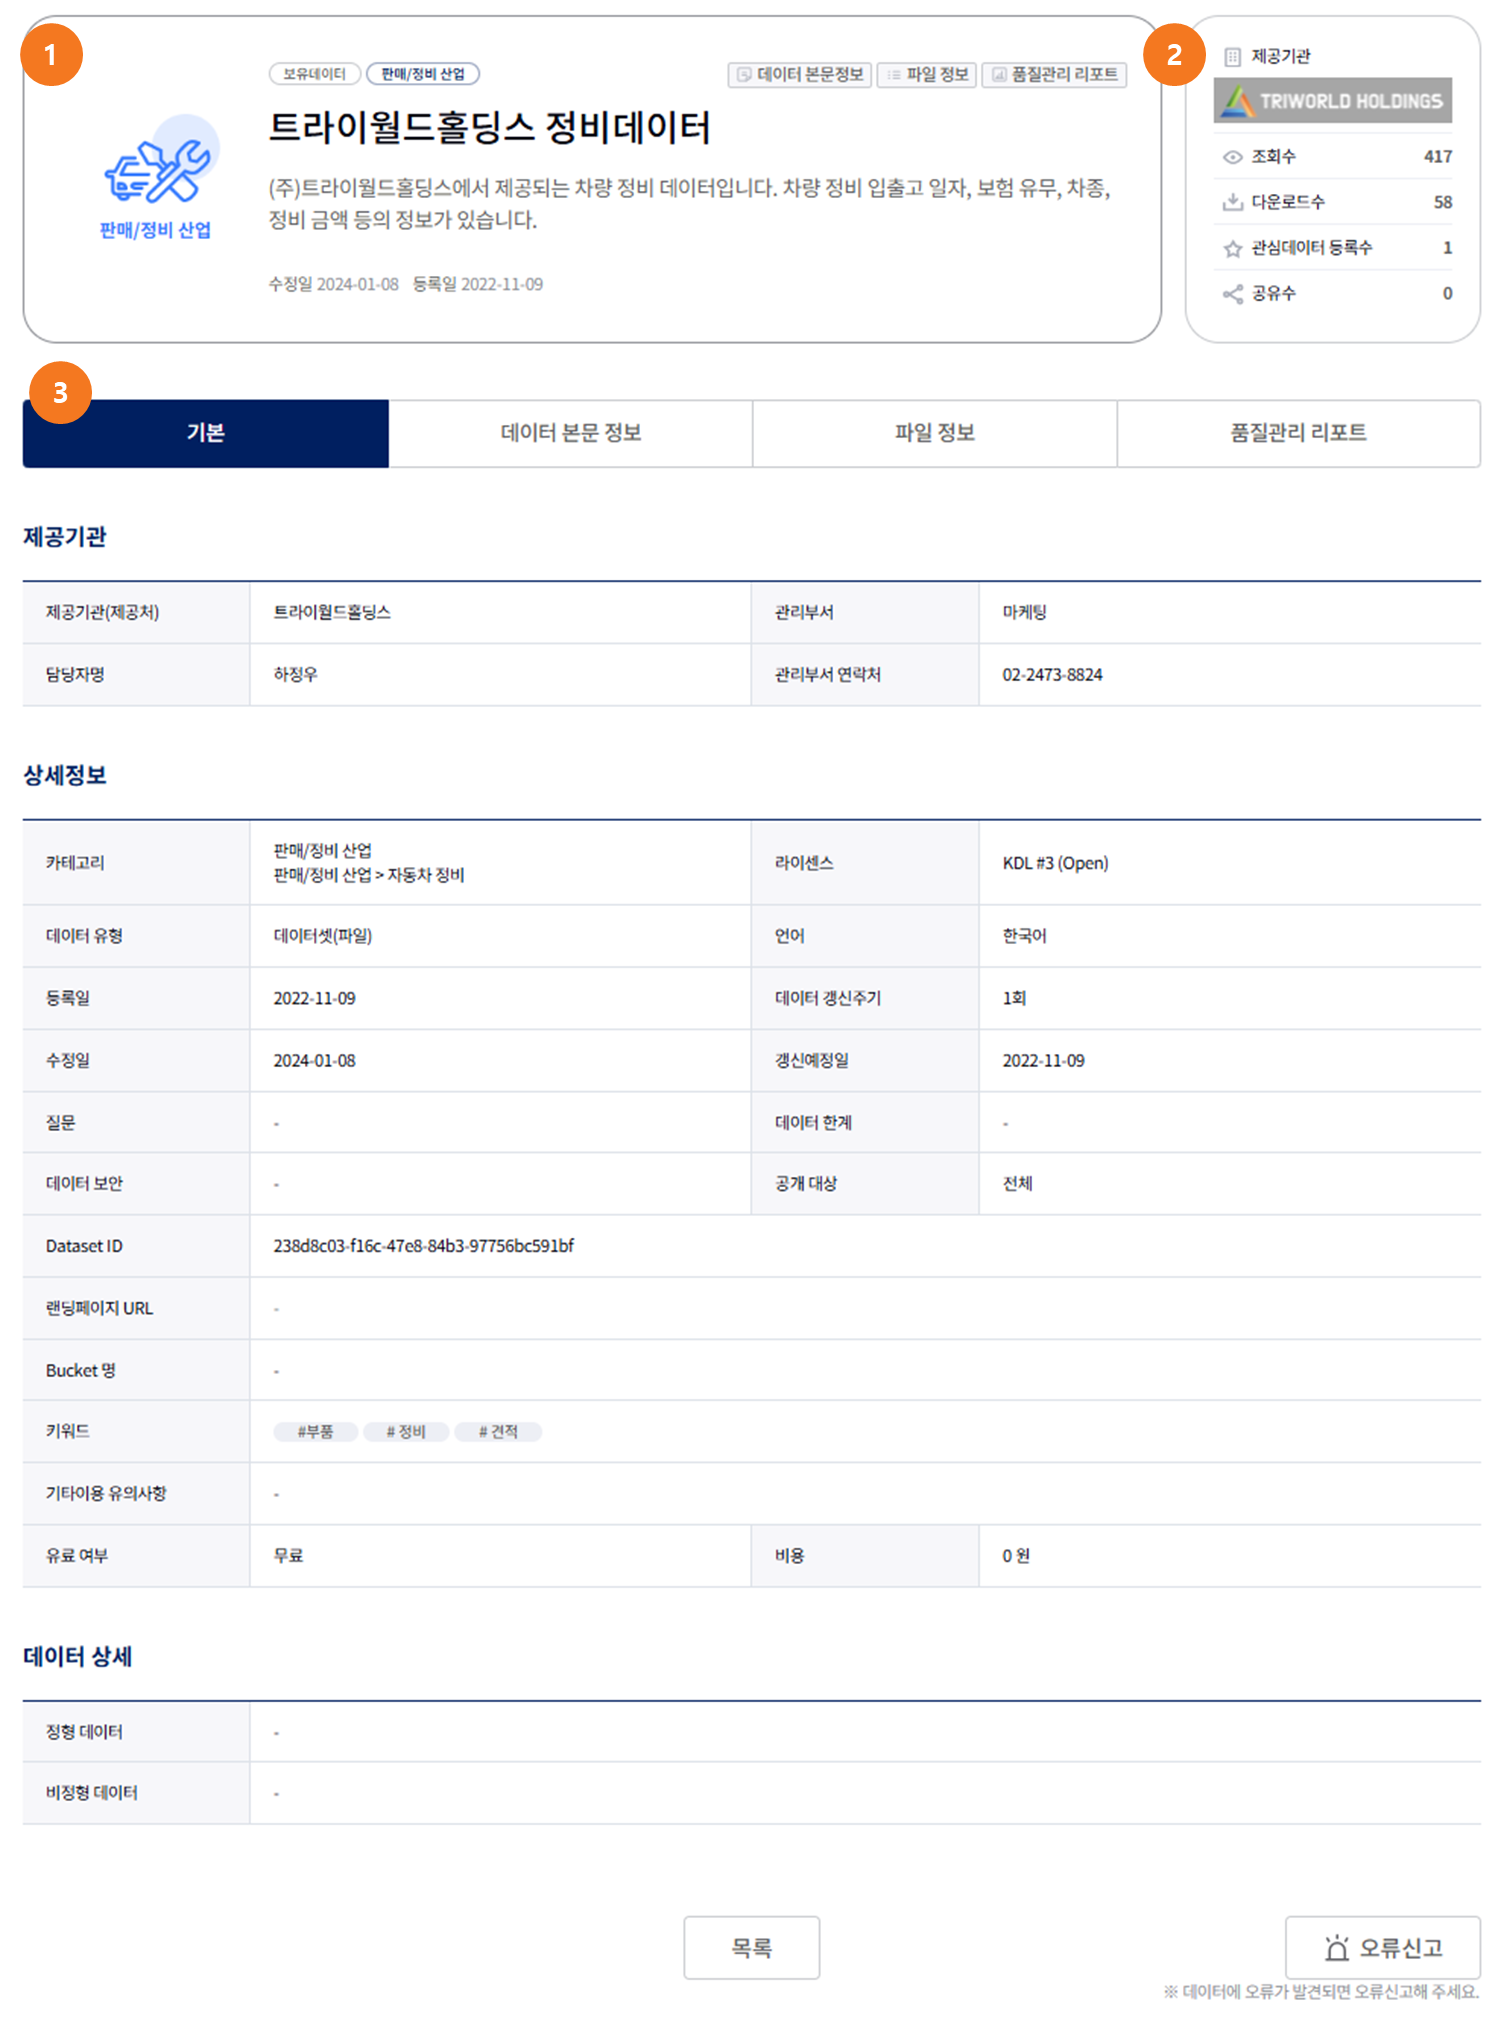 1
보유데이터 판매/정비 산업 데이터 본문정보 파일 정보 품질관리 리포트
트라이월드홀딩스 정비데이터
(주)트라이월드홀딩스에서 제공되는 차량 정비 데이터입니다. 차량 정비 입출고 일자, 보험 유무, 차종,
정비 금액 등의 정보가 있습니다.
판매/정비 산업
수정일 2024-01-08 등록일 2022-11-09
2
제공기관
TRIWORLD HOLDINGS
조회수 417
다운로드수 58
관심데이터 등록수 1
공유수 0
3
기본 데이터 본문 정보 파일 정보 품질관리 리포트
제공기관
제공기관(제공처) 트라이월드홀딩스 관리부서 마케팅
담당자명 하정우 관리부서 연락처 02-2473-8824
상세정보
카테고리 판매/정비 산업
판매/정비 산업 > 자동차 정비
라이센스 KDL #3 (Open)
데이터 유형 데이터셋(파일) 언어 한국어
등록일 2022-11-09 데이터 갱신주기 1회
수정일 2024-01-08 갱신예정일 2022-11-09
질문 - 데이터 한계 -
데이터 보안 - 공개 대상 전체
Dataset ID 238d8c03-f16c-47e8-84b3-97756bc591bf
랜딩페이지 URL -
Bucket 명 -
키워드 #부품 # 정비 # 견적
기타이용 유의사항 -
유료 여부 무료 비용 0 원
데이터 상세
정형 데이터 -
비정형 데이터 -
목록 오류신고
※ 데이터에 오류가 발견되면 오류신고해 주세요.